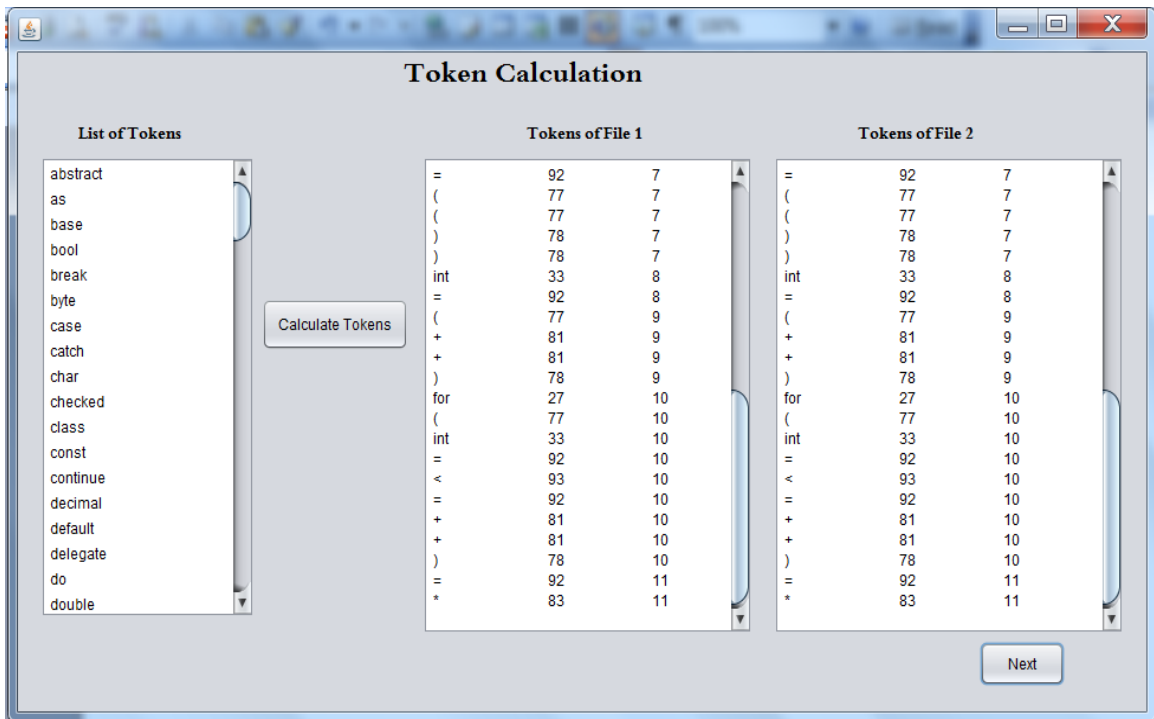 100%
Token Calculation
List of Tokens
Tokens of File 1
Tokens of File 2
abstract
as
base
bool
break
byte
case
catch
char
checked
class
const
continue
decimal
default
delegate
do
double
Calculate Tokens
= 92 7
( 77 7
( 77 7
) 78 7
) 78 7
int 33 8
= 92 8
( 77 9
+ 81 9
+ 81 9
) 78 9
for 27 10
( 77 10
int 33 10
= 92 10
< 93 10
= 92 10
+ 81 10
+ 81 10
) 78 10
= 92 11
* 83 11
= 92 7
( 77 7
( 77 7
) 78 7
) 78 7
int 33 8
= 92 8
( 77 9
+ 81 9
+ 81 9
) 78 9
for 27 10
( 77 10
int 33 10
= 92 10
< 93 10
= 92 10
+ 81 10
+ 81 10
) 78 10
= 92 11
* 83 11
Next